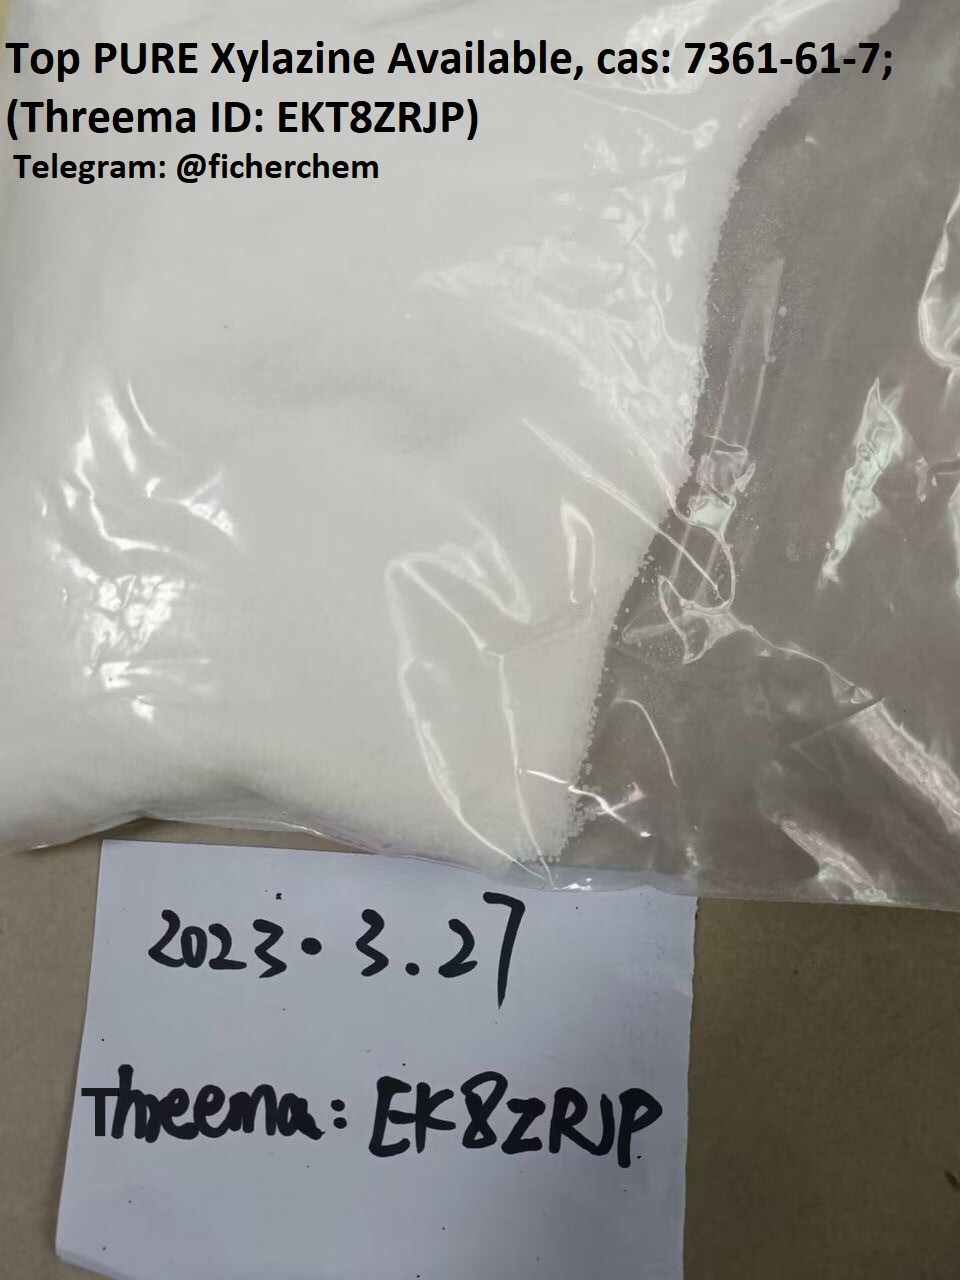 Top PURE Xylazine Available, cas: 7361-61-7;
(Threema ID: EKT8ZRJP)
Telegram: @ficherchem
2023.3.27
Threema: EK8ZRJP